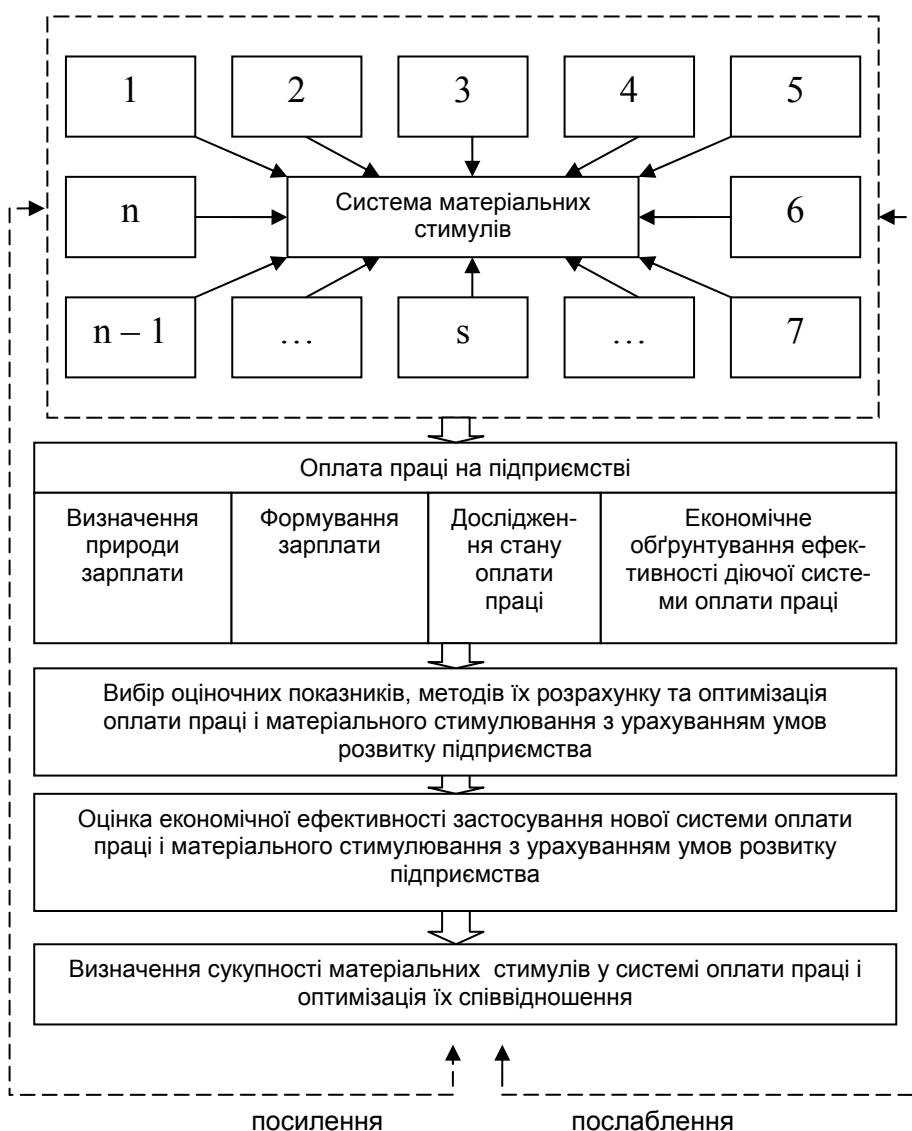 1
2
3
4
5
n
Система матеріальних
стимулів
6
n – 1
…
s
…
7
Оплата праці на підприємстві
Визначення
природи
зарплати
Формування
зарплати
Досліджен-
ня стану
оплати
праці
Економічне
обґрунтування ефек-
тивності діючої систе-
ми оплати праці
Вибір оціночних показників, методів їх розрахунку та оптимізація
оплати праці і матеріального стимулювання з урахуванням умов
розвитку підприємства
Оцінка економічної ефективності застосування нової системи оплати
праці і матеріального стимулювання з урахуванням умов розвитку
підприємства
Визначення сукупності матеріальних стимулів у системі оплати праці і
оптимізація їх співвідношення
посилення
послаблення